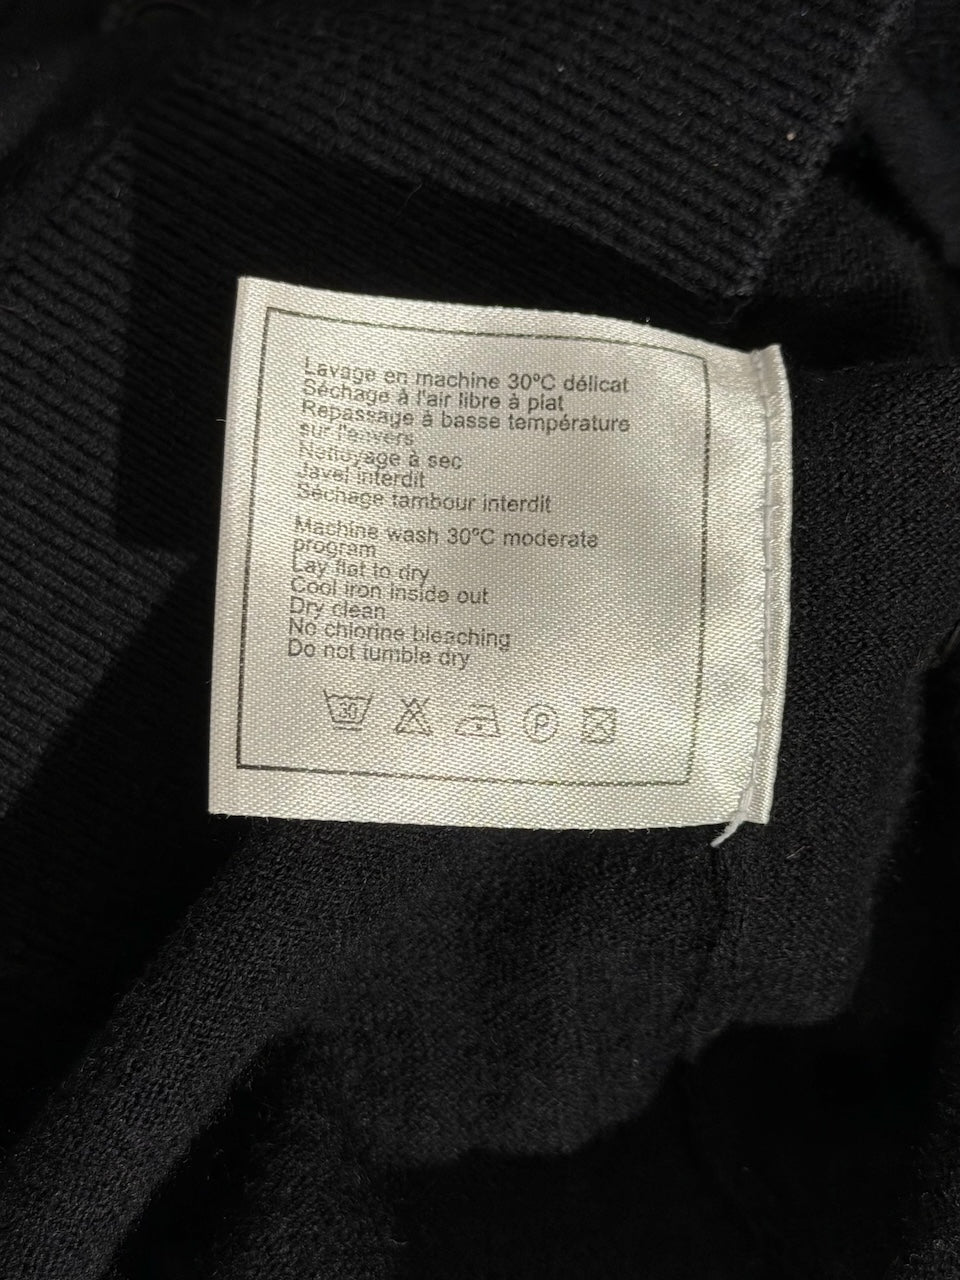 Lavage en machine 30°C délicat
Séchage à l'air libre à plat
Repassage à basse température
sur l'envers
Nettoyage à sec
Javel interdit
Séchage tambour interdit
Machine wash 30°C moderate
program
Lay flat to dry
Cool iron inside out
Dry clean
No chlorine bleaching
Do not tumble dry
30 P